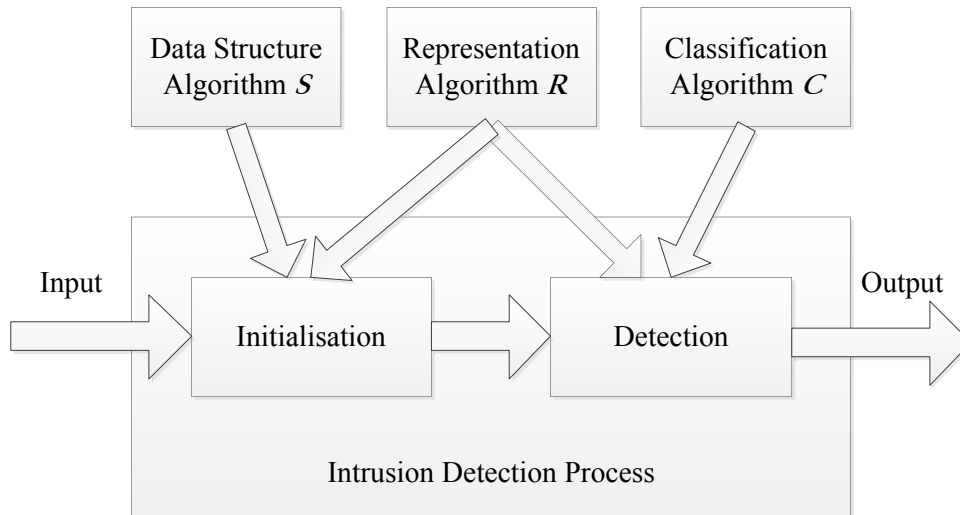 Data Structure
Algorithm S
Representation
Algorithm R
Classification
Algorithm C
Input
Output
Initialisation
Detection
Intrusion Detection Process